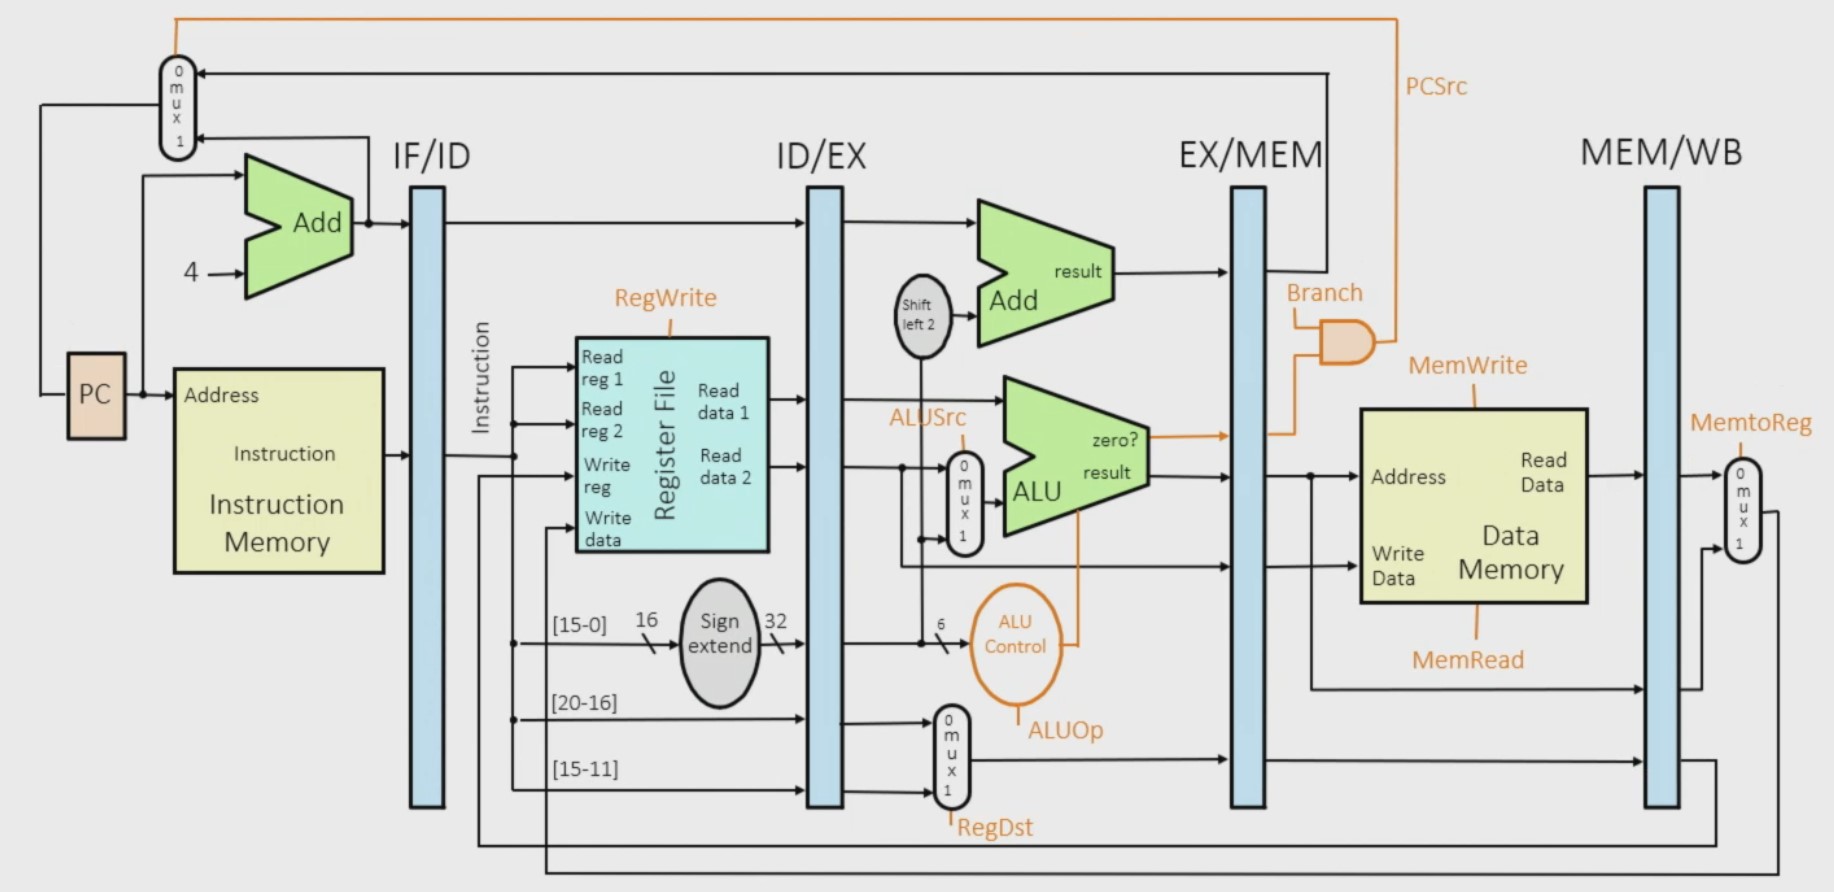 PCSrc
0
m
u
x
1
IF/ID
ID/EX
EX/MEM
MEM/WB
Add
4
result
Add
Shift
left 2
Branch
RegWrite
Instruction
Read
reg 1
Read
reg 2
Write
reg
Write
data
Register File
Read
data 1
Read
data 2
PC
Address
Instruction
Instruction
Memory
ALUSrc
0
m
u
x
1
zero?
result
ALU
MemWrite
Address
Read
Data
Write
Data
Data
Memory
MemRead
MemtoReg
0
m
u
x
1
[15-0]
16
Sign
extend
32
6
ALU
Control
ALUOp
[20-16]
[15-11]
0
m
u
x
1
RegDst